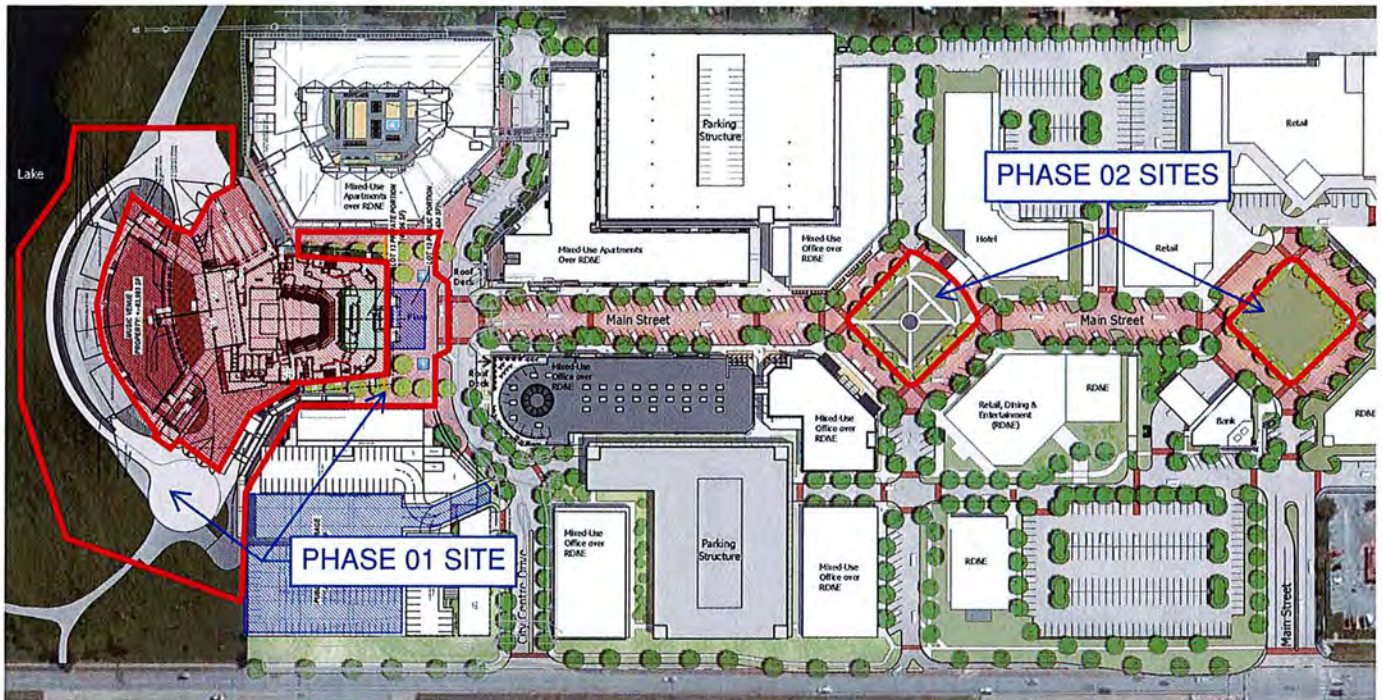 Lake
MUSIC VENUE
Mixed-Use
Apartments
over RD&E
Plaza
Roof
Deck
Roof
Deck
Parking
Structure
Mixed-Use Apartments
Over RD&E
Mixed-Use
Office over
RD&E
Hotel
PHASE 02 SITES
Retail
Retail
Main Street
Main Street
Mixed-Use
Office over
RD&E
Mixed-Use
Office over
RD&E
Retail, Dining &
Entertainment
(RD&E)
RD&E
Bank
RD&E
PHASE 01 SITE
City Centre Drive
Mixed-Use
Office over
RD&E
Parking
Structure
Mixed-Use
Office over
RD&E
RD&E
Main Street